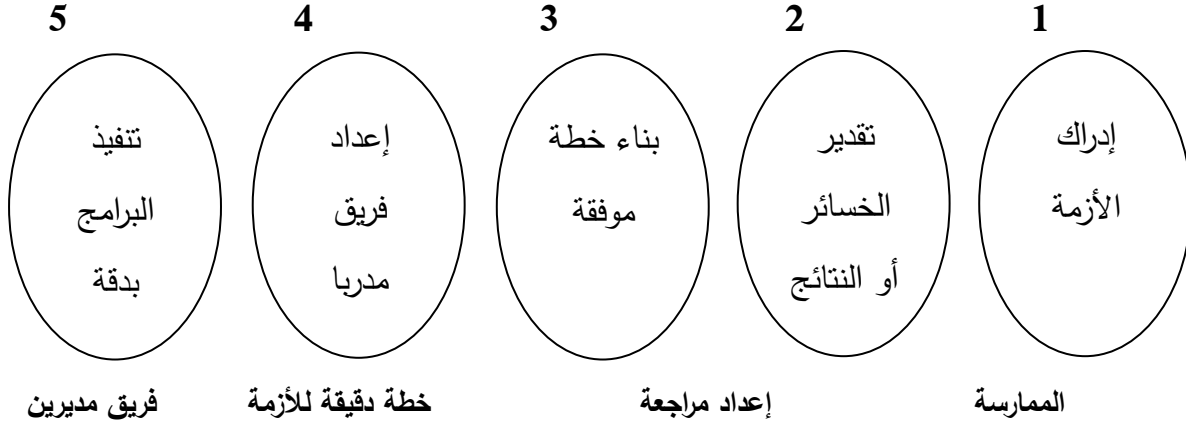 1
2
3
4
5
إدراك
الأزمة
تقدير
الخسائر
أو النتائج
بناء خطة
موفقة
إعداد
فريق
مدربا
تنفيذ
البرامج
بدقة
الممارسة
إعداد مراجعة
خطة دقيقة للأزمة
فريق مديرين